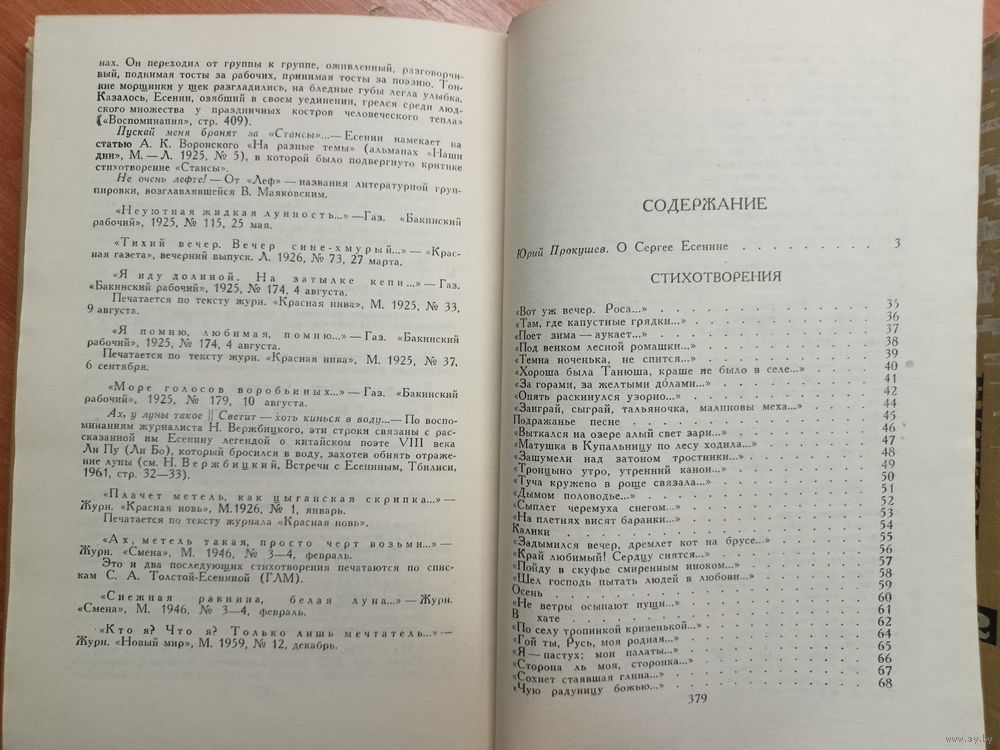 нах. Он переходил от группы к группе, оживленный, разговорчи-
вый, поднимая тосты за рабочих, принимая тосты за поэзию. Тон-
кие морщинки у щек разгладились, на бледные губы легла улыбка.
Казалось, Есенин, озябший в своем уединении, грелся среди люд-
ского множества у праздничных костров человеческого тепла»
(«Воспоминания», стр. 409).
Пускай меня бранят за «Стансы»...— Есенин намекает на
статью А. К. Воронского «На разные темы» (альманах «Наши
дни», М. — Л. 1925, № 5), в которой было подвергнуто критике
стихотворение «Стансы».
Не очень лефте! — От «Леф» — названия литературной груп-
пировки, возглавлявшейся В. Маяковским.
«Неуютная жидкая лунность...» — Газ. «Бакинский
рабочий», 1925, № 115, 25 мая.
«Тихий вечер. Вечер сине-хмурый...» — «Крас-
ная газета», вечерний выпуск. Л. 1926, № 73, 27 марта.
«Я иду долиной. На затылке кепи...» — Газ.
«Бакинский рабочий», 1925, № 174, 4 августа.
Печатается по тексту журн. «Красная нива», М. 1925, № 33,
9 августа.
«Я помню, любимая, помню...» — Газ. «Бакинский
рабочий», 1925, № 174, 4 августа.
Печатается по тексту журн. «Красная нива», М. 1925, № 37,
6 сентября.
«Море голосов воробьиных...» — Газ. «Бакинский
рабочий», 1925, № 179, 10 августа.
Ах, у луны такое || Светит — хоть кинься в воду...— По воспо-
минаниям журналиста Н. Вержбицкого, эти строки связаны с рас-
сказанной им Есенину легендой о китайском поэте VIII века
Ли Пу (Ли Бо), который бросился в воду, захотев обнять отраже-
ние луны (см. Н. Вержбицкий, Встречи с Есениным, Тбилиси,
1961, стр. 32—33).
«Плачет метель, как цыганская скрипка...» —
Журн. «Красная новь», М.1926, № 1, январь.
Печатается по тексту журнала «Красная новь».
«Ах, метель такая, просто черт возьми...» —
Журн. «Смена», М. 1946, № 3—4, февраль.
Это и два последующих стихотворения печатаются по спис-
кам С. А. Толстой-Есениной (ГЛМ).
«Снежная равнина, белая луна...» — Журн.
«Смена», М. 1946, № 3—4, февраль.
«Кто я? Что я? Только лишь мечтатель...» —
Журн. «Новый мир», М. 1959, № 12, декабрь.
СОДЕРЖАНИЕ
Юрий Прокушев. О Сергее Есенине . . . . . . . . 3
СТИХОТВОРЕНИЯ
«Вот уж вечер. Роса...» 35
«Там, где капустные грядки...» 36
«Поет зима — аукает...» 37
«Под венком лесной ромашки...» 38
«Темна ноченька, не спится...» 39
«Хороша была Танюша, краше не было в селе...» 40
«За горами, за желтыми долами...» 41
«Опять раскинулся узорно...» 42
«Заиграй, сыграй, тальяночка, малиновы меха...» 44
Подражанье песне 45
«Выткался на озере алый свет зари...» 46
«Матушка в Купальницу по лесу ходила...» 47
«Зашумели над затоном тростники...» 48
«Троицыно утро, утренний канон...» 49
«Туча кружево в роще связала...» 50
«Дымом половодье...» 51
«Сыплет черемуха снегом...» 52
«На плетнях висят баранки...» 53
Калики 54
«Задымился вечер, дремлет кот на брусе...» 55
«Край любимый! Сердцу снятся...» 56
«Пойду в скуфье смиренным иноком...» 57
«Шел господь пытать людей в любови...» 58
Осень 59
«Не ветры осыпают пущи...» 60
В хате 61
«По селу тропинкой кривенькой...» 62
«Гой ты, Русь, моя родная...» 64
«Я — пастух; мои палаты...» 65
«Сторона ль моя, сторонка...» 66
«Сохнет стаявшая глина...» 67
«Чую радуницу божью...» 68
379
www.ay.by